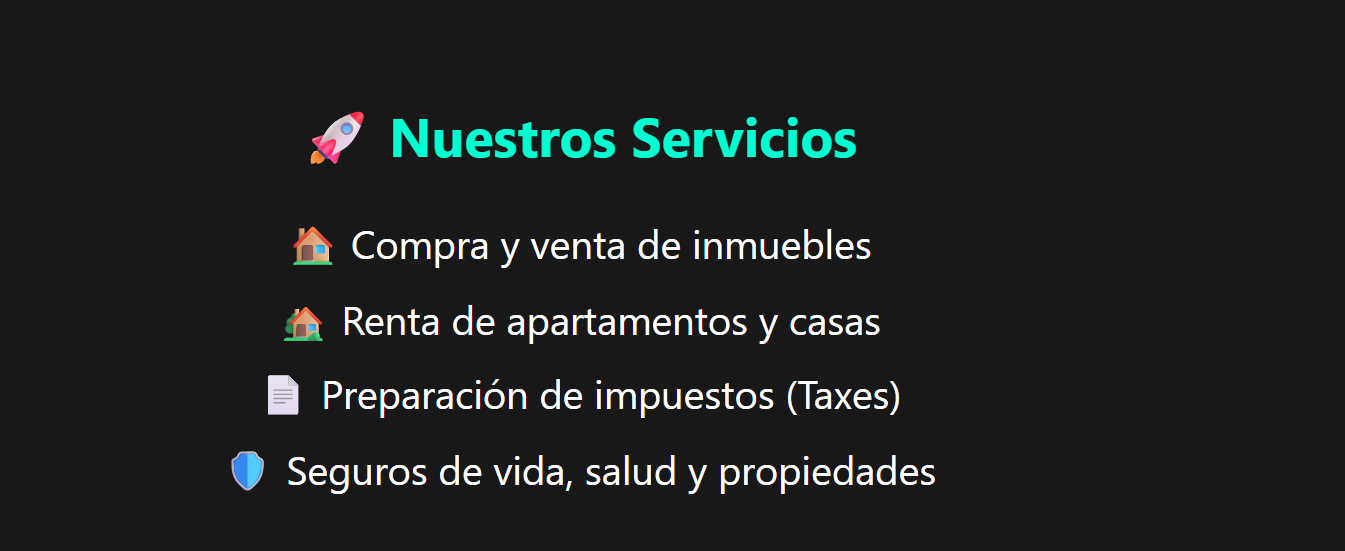 🚀 Nuestros Servicios
🏠 Compra y venta de inmuebles
🏡 Renta de apartamentos y casas
📄 Preparación de impuestos (Taxes)
🛡️ Seguros de vida, salud y propiedades